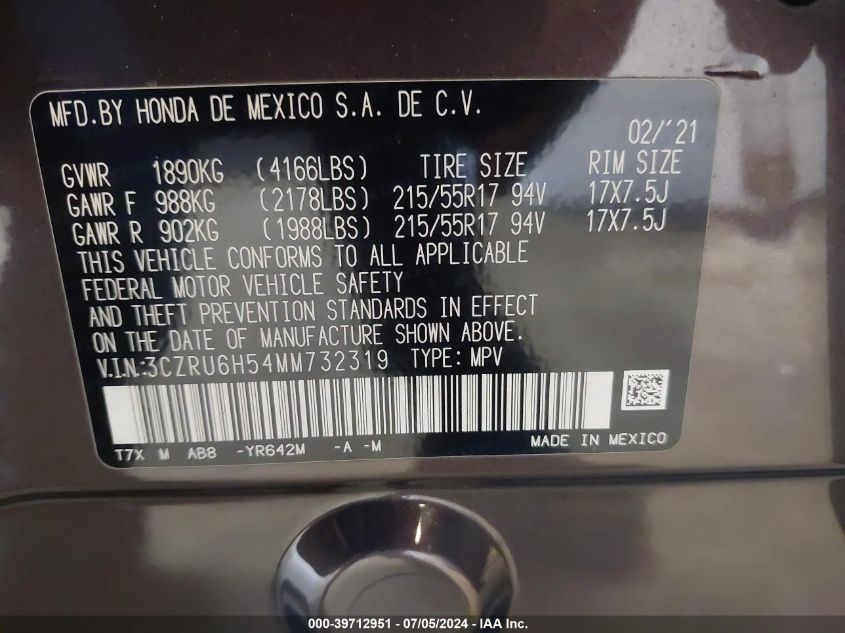 MFD.BY HONDA DE MEXICO S.A. DE C.V.
02/'21
GVWR 1890KG (4166LBS) TIRE SIZE RIM SIZE
GAWR F 988KG (2178LBS) 215/55R17 94V 17X7.5J
GAWR R 902KG (1988LBS) 215/55R17 94V 17X7.5J
THIS VEHICLE CONFORMS TO ALL APPLICABLE
FEDERAL MOTOR VEHICLE SAFETY
AND THEFT PREVENTION STANDARDS IN EFFECT
ON THE DATE OF MANUFACTURE SHOWN ABOVE.
V.I.N.:3CZRU6H54MM732319 TYPE: MPV
T7X M AB8 -YR642M -A -M MADE IN MEXICO
000-39712951 - 07/05/2024 - IAA Inc.